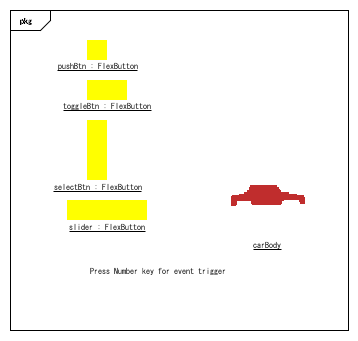 pkg
pushBtn : FlexButton
toggleBtn : FlexButton
selectBtn : FlexButton
slider : FlexButton
carBody
Press Number key for event trigger